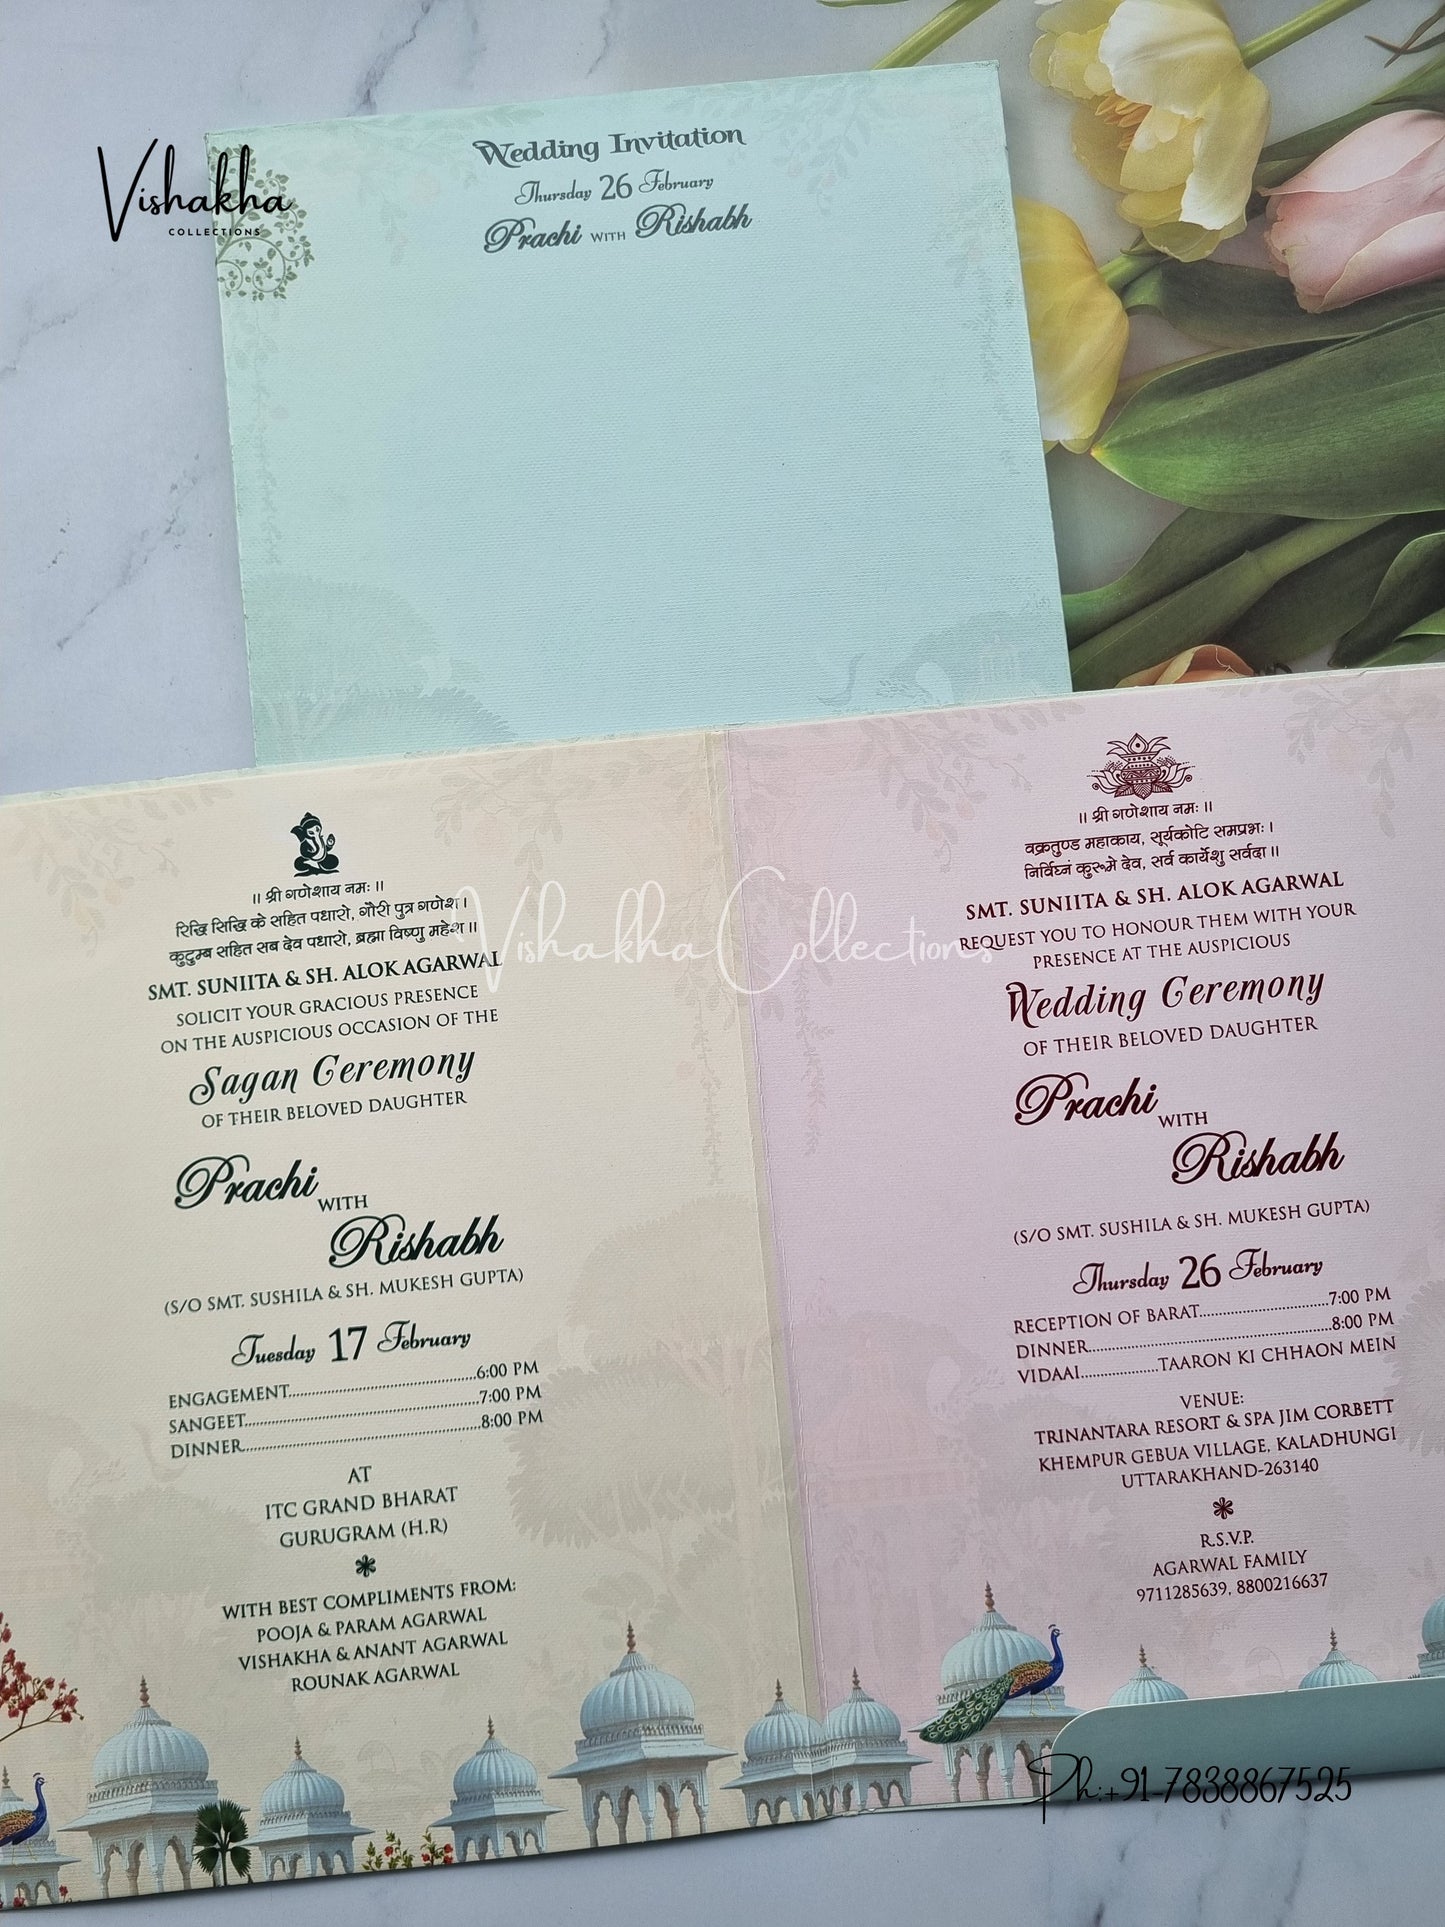 Vishakha
COLLECTIONS
Wedding Invitation
Thursday 26 February
Prachi WITH Rishabh
|| श्री गणेशाय नमः ||
रिद्धि सिद्धि के सहित पधारो, गौरी पुत्र गणेश।
कुटुम्ब सहित सब देव पधारो, ब्रह्मा विष्णु महेश॥
SMT. SUNIITA & SH. ALOK AGARWAL
SOLICIT YOUR GRACIOUS PRESENCE
ON THE AUSPICIOUS OCCASION OF THE
Sagan Ceremony
OF THEIR BELOVED DAUGHTER
Prachi
WITH
Rishabh
(S/O SMT. SUSHILA & SH. MUKESH GUPTA)
Tuesday 17 February
ENGAGEMENT................................................6:00 PM
SANGEET............................................................7:00 PM
DINNER.............................................................8:00 PM
AT
ITC GRAND BHARAT
GURUGRAM (H.R)
WITH BEST COMPLIMENTS FROM:
POOJA & PARAM AGARWAL
VISHAKHA & ANANT AGARWAL
ROUNAK AGARWAL
|| श्री गणेशाय नमः ||
वक्रतुण्ड महाकाय, सूर्यकोटि समप्रभः।
निर्विघ्नं कुरूमे देव, सर्व कार्येशु सर्वदा॥
SMT. SUNIITA & SH. ALOK AGARWAL
REQUEST YOU TO HONOUR THEM WITH YOUR
PRESENCE AT THE AUSPICIOUS
Wedding Ceremony
OF THEIR BELOVED DAUGHTER
Prachi
WITH
Rishabh
(S/O SMT. SUSHILA & SH. MUKESH GUPTA)
Thursday 26 February
RECEPTION OF BARAT.................................7:00 PM
DINNER...............................................................8:00 PM
VIDAAI....................TAARON KI CHHAON MEIN
VENUE:
TRINANTARA RESORT & SPA JIM CORBETT
KHEMPUR GEBUA VILLAGE, KALADHUNGI
UTTARAKHAND-263140
R.S.V.P.
AGARWAL FAMILY
9711285639, 8800216637
Vishakha Collections
Ph:+91-7838867525